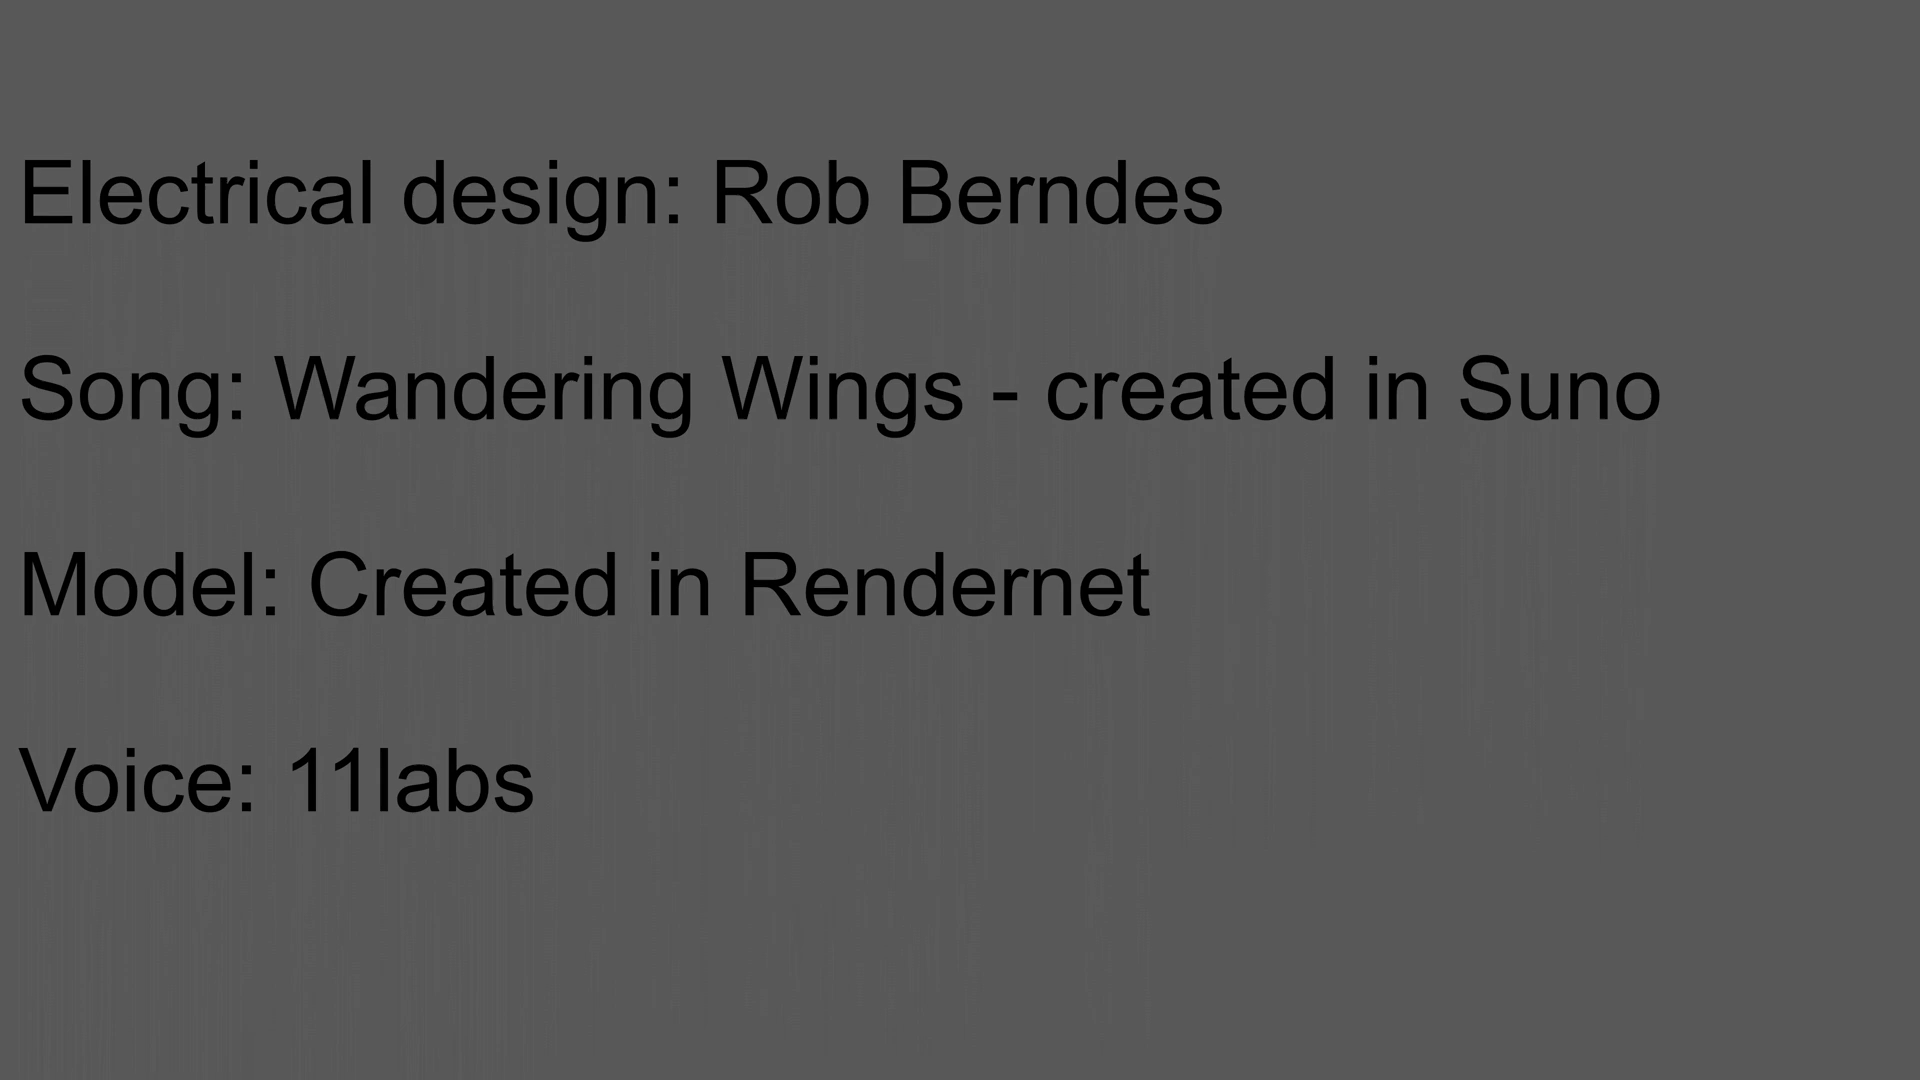 Electrical design: Rob Berndes
Song: Wandering Wings - created in Suno
Model: Created in Rendernet
Voice: 11labs